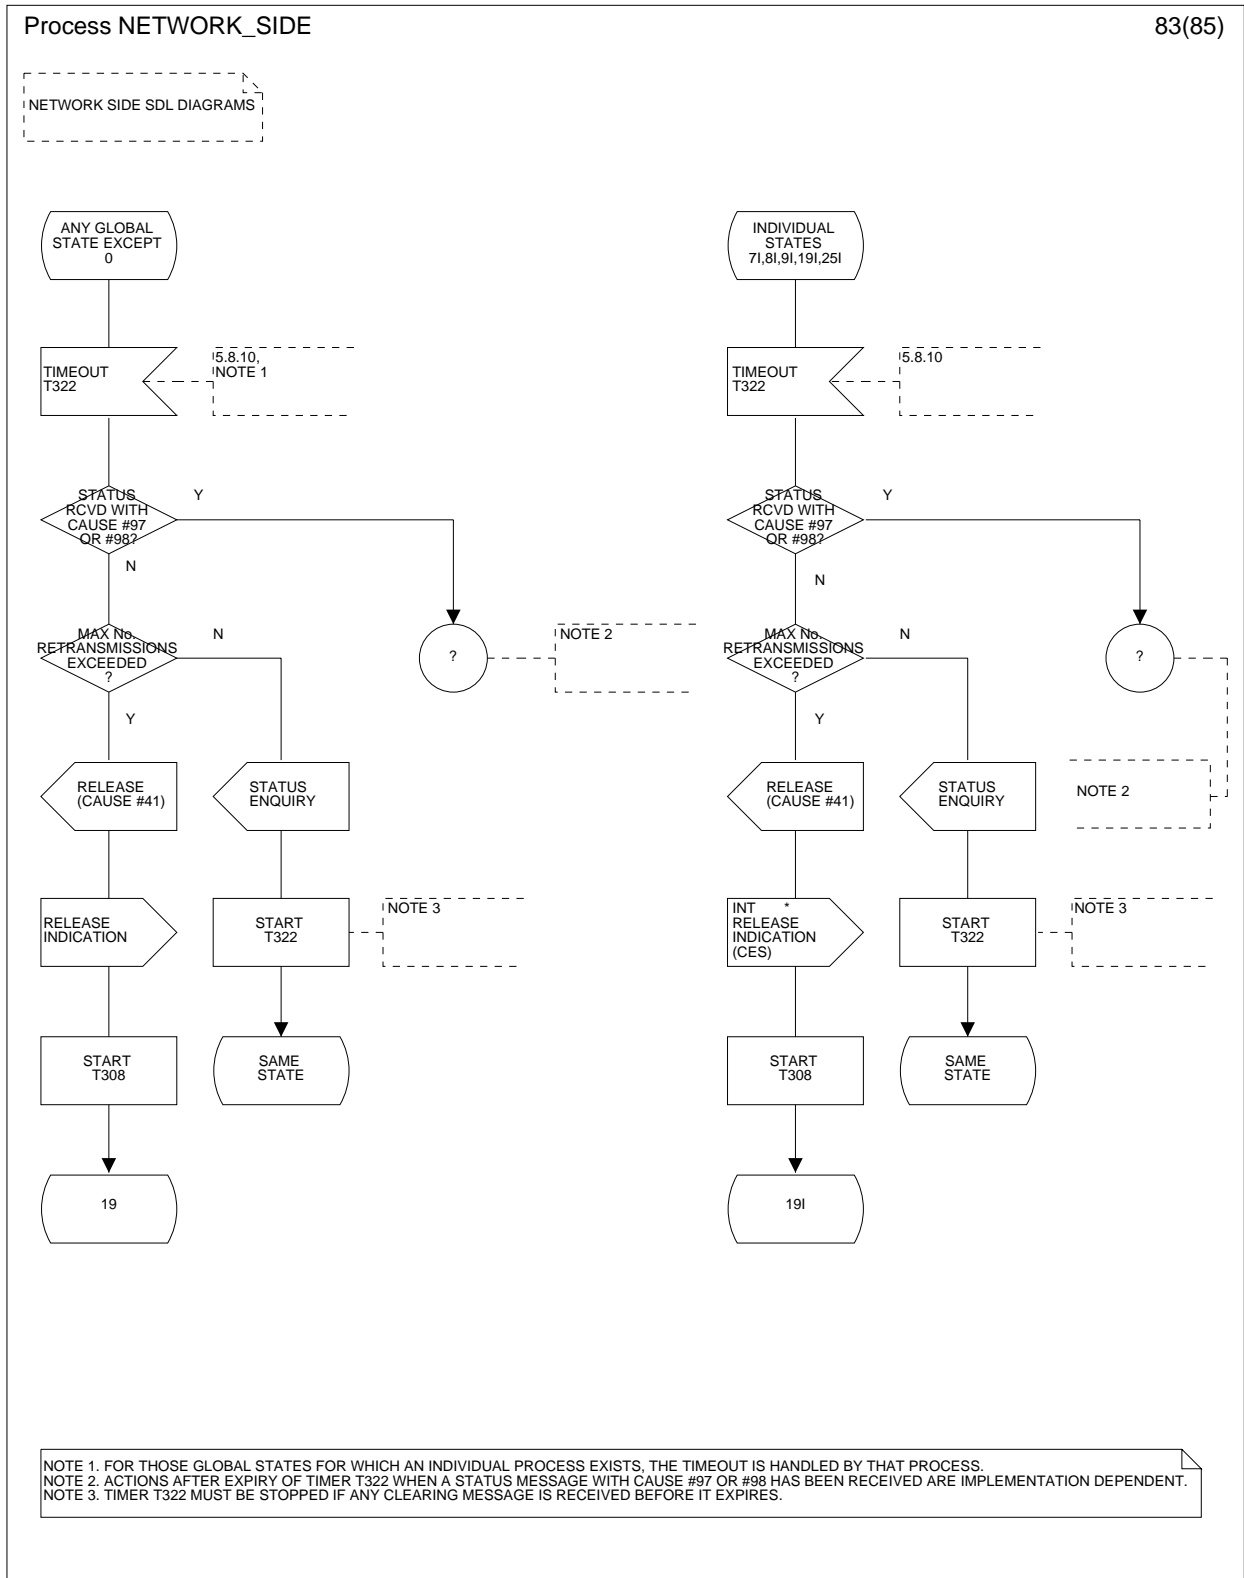 Process NETWORK_SIDE
83(85)
NETWORK SIDE SDL DIAGRAMS
ANY GLOBAL
STATE EXCEPT
0
TIMEOUT
T322
5.8.10,
NOTE 1
STATUS
RCVD WITH
CAUSE #97
OR #98?
Y
N
MAX No.
RETRANSMISSIONS
EXCEEDED
?
N
Y
?
NOTE 2
RELEASE
(CAUSE #41)
STATUS
ENQUIRY
RELEASE
INDICATION
START
T322
NOTE 3
START
T308
SAME
STATE
19
INDIVIDUAL
STATES
7I,8I,9I,19I,25I
TIMEOUT
T322
5.8.10
STATUS
RCVD WITH
CAUSE #97
OR #98?
Y
N
MAX No.
RETRANSMISSIONS
EXCEEDED
?
N
Y
?
NOTE 2
RELEASE
(CAUSE #41)
STATUS
ENQUIRY
INT *
RELEASE
INDICATION
(CES)
START
T322
NOTE 3
START
T308
SAME
STATE
19I
NOTE 1. FOR THOSE GLOBAL STATES FOR WHICH AN INDIVIDUAL PROCESS EXISTS, THE TIMEOUT IS HANDLED BY THAT PROCESS.
NOTE 2. ACTIONS AFTER EXPIRY OF TIMER T322 WHEN A STATUS MESSAGE WITH CAUSE #97 OR #98 HAS BEEN RECEIVED ARE IMPLEMENTATION DEPENDENT.
NOTE 3. TIMER T322 MUST BE STOPPED IF ANY CLEARING MESSAGE IS RECEIVED BEFORE IT EXPIRES.